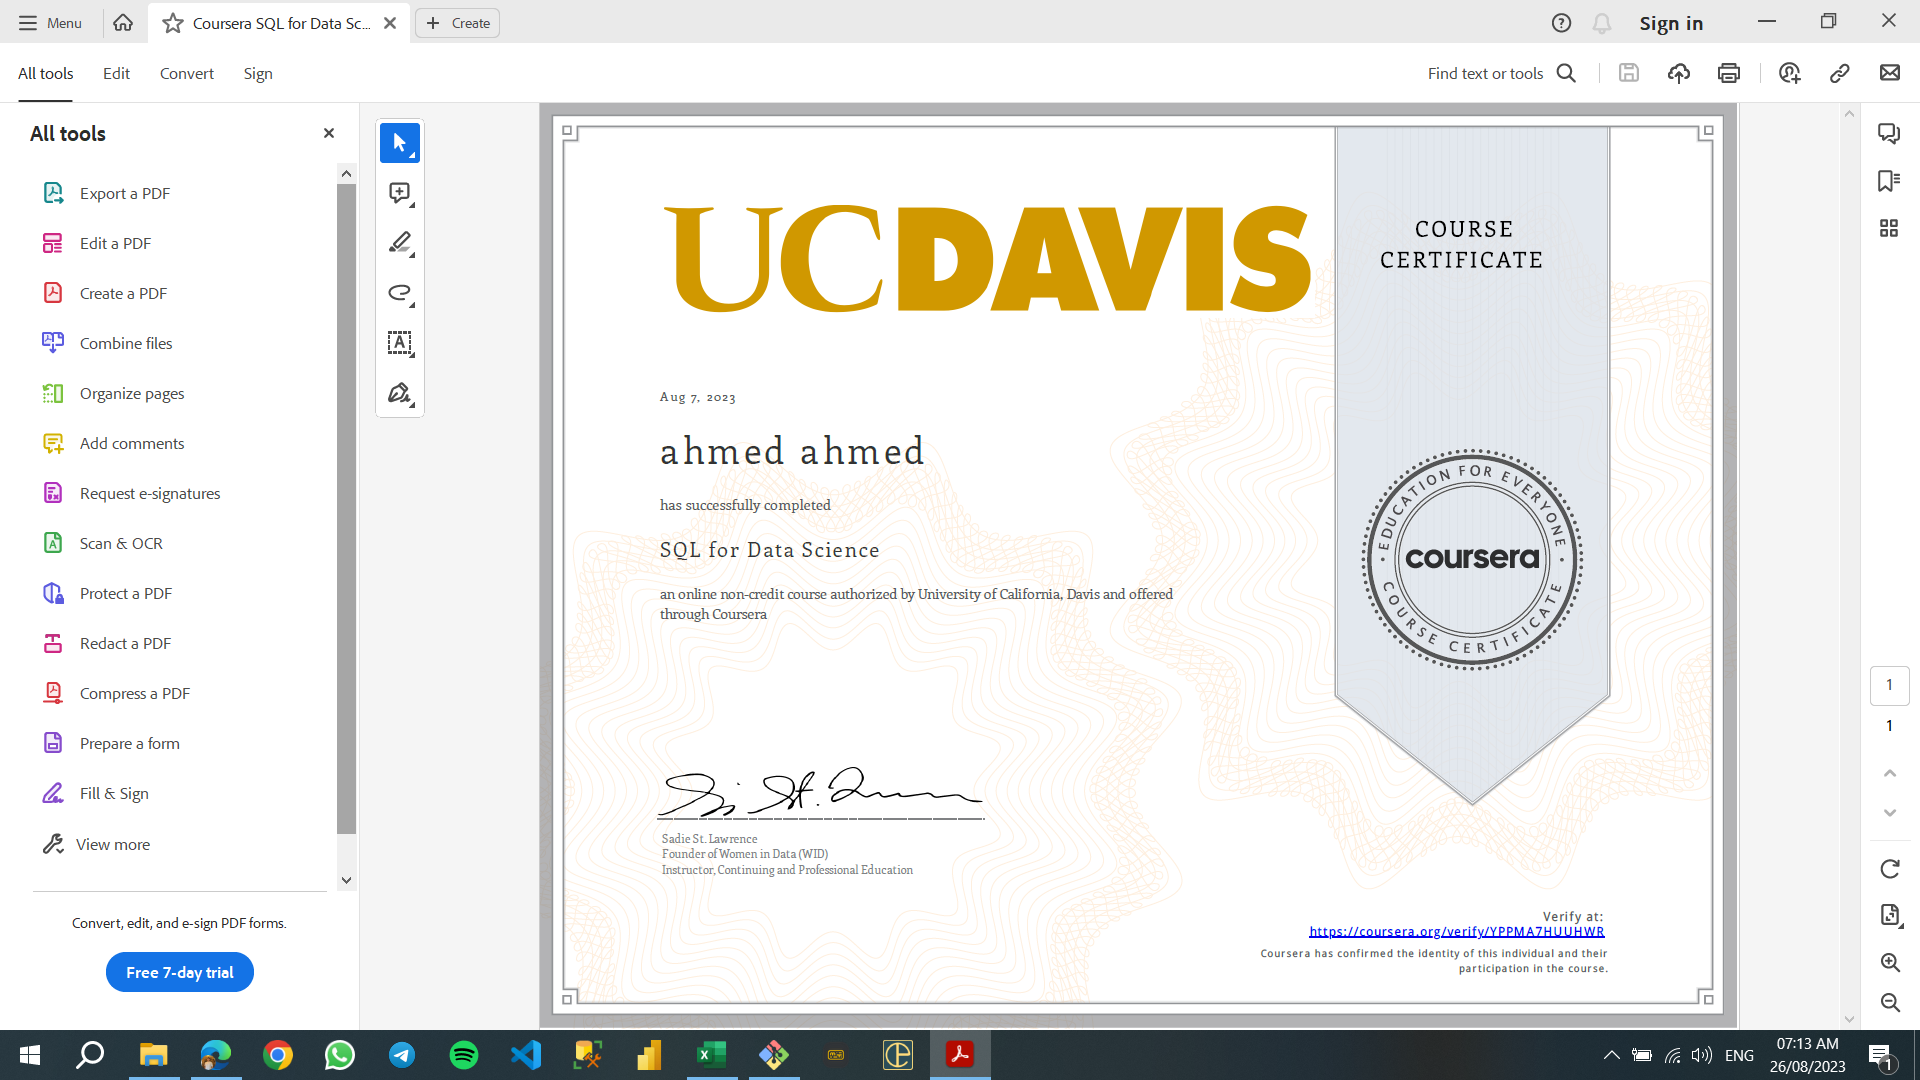 Menu
Coursera SQL for Data Sc...
Create
Sign in
All tools
Edit
Convert
Sign
Find text or tools
All tools
Export a PDF
Edit a PDF
Create a PDF
Combine files
Organize pages
Add comments
Request e-signatures
Scan & OCR
Protect a PDF
Redact a PDF
Compress a PDF
Prepare a form
Fill & Sign
View more
Convert, edit, and e-sign PDF forms.
Free 7-day trial
UCDAVIS
COURSE
CERTIFICATE
Aug 7, 2023
ahmed ahmed
has successfully completed
SQL for Data Science
an online non-credit course authorized by University of California, Davis and offered
through Coursera
EDUCATION FOR EVERYONE
coursera
COURSE CERTIFICATE
Sadie St. Lawrence
Founder of Women in Data (WID)
Instructor, Continuing and Professional Education
Verify at:
https://coursera.org/verify/YPPMA7HUUHWR
Coursera has confirmed the identity of this individual and their
participation in the course.
1
1
ENG
07:13 AM
26/08/2023
1